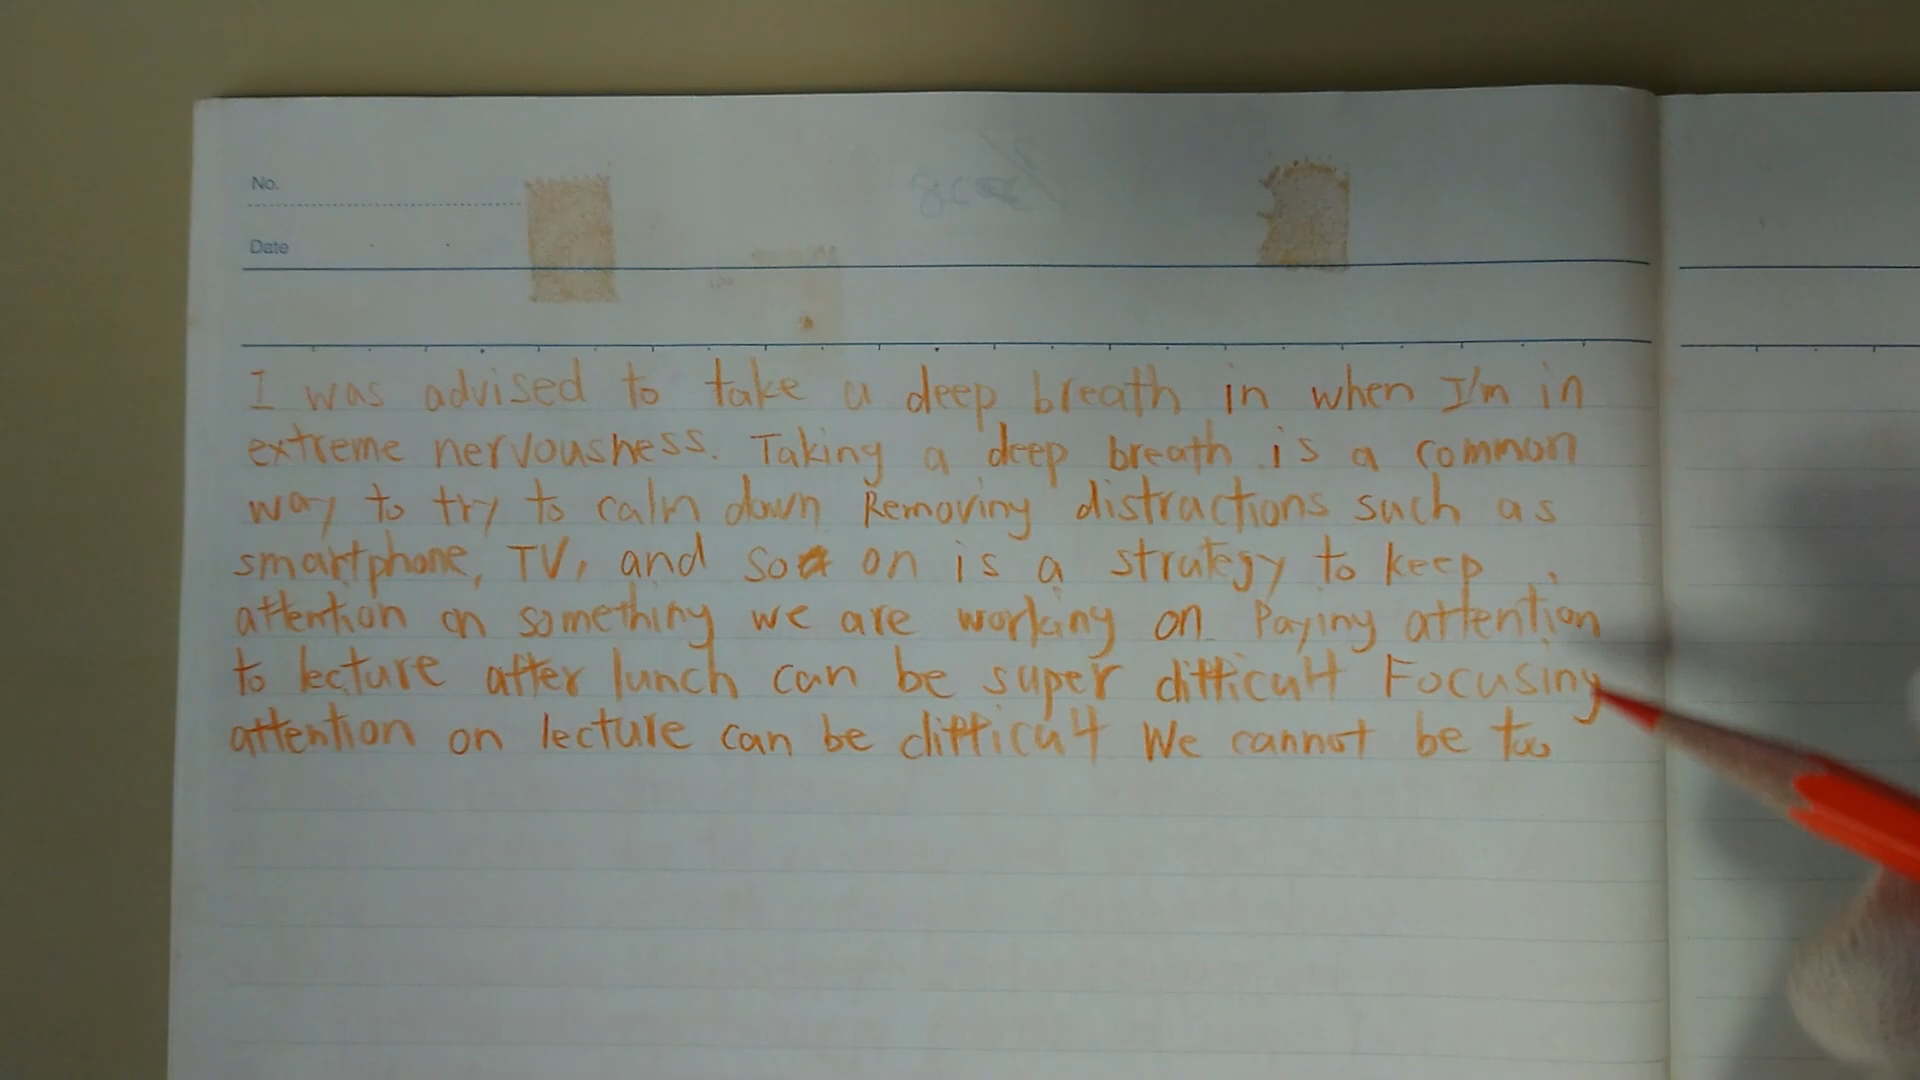 No.
Date
I was advised to take a deep breath in when I'm in
extreme nervousness. Taking a deep breath is a common
way to try to calm down Removing distractions such as
smartphone, TV, and so on is a strategy to keep
attention on something we are working on Paying attention
to lecture after lunch can be super difficult Focusing
attention on lecture can be difficult We cannot be too